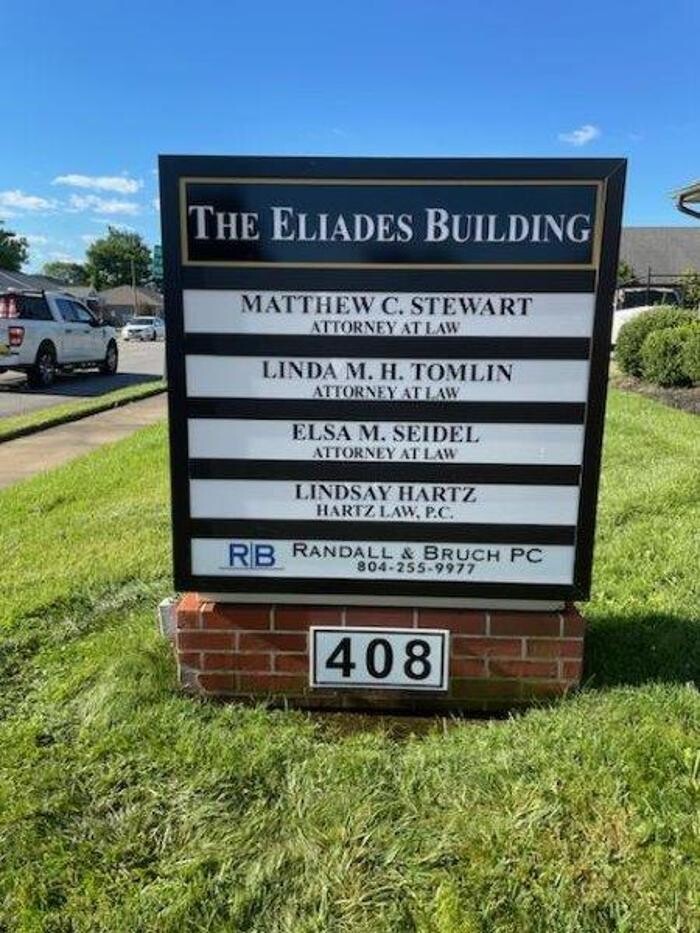 THE ELIADES BUILDING
MATTHEW C. STEWART
ATTORNEY AT LAW
LINDA M. H. TOMLIN
ATTORNEY AT LAW
ELSA M. SEIDEL
ATTORNEY AT LAW
LINDSAY HARTZ
HARTZ LAW, P.C.
RB RANDALL & BRUCH PC
804-255-9977
408